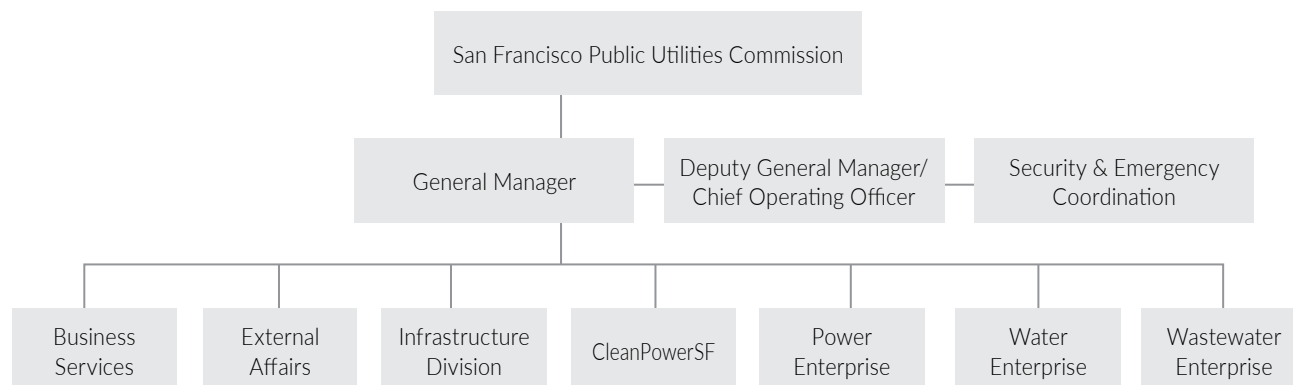 San Francisco Public Utilities Commission
General Manager
Deputy General Manager/
Chief Operating Officer
Security & Emergency
Coordination
Business
Services
External
Affairs
Infrastructure
Division
CleanPowerSF
Power
Enterprise
Water
Enterprise
Wastewater
Enterprise